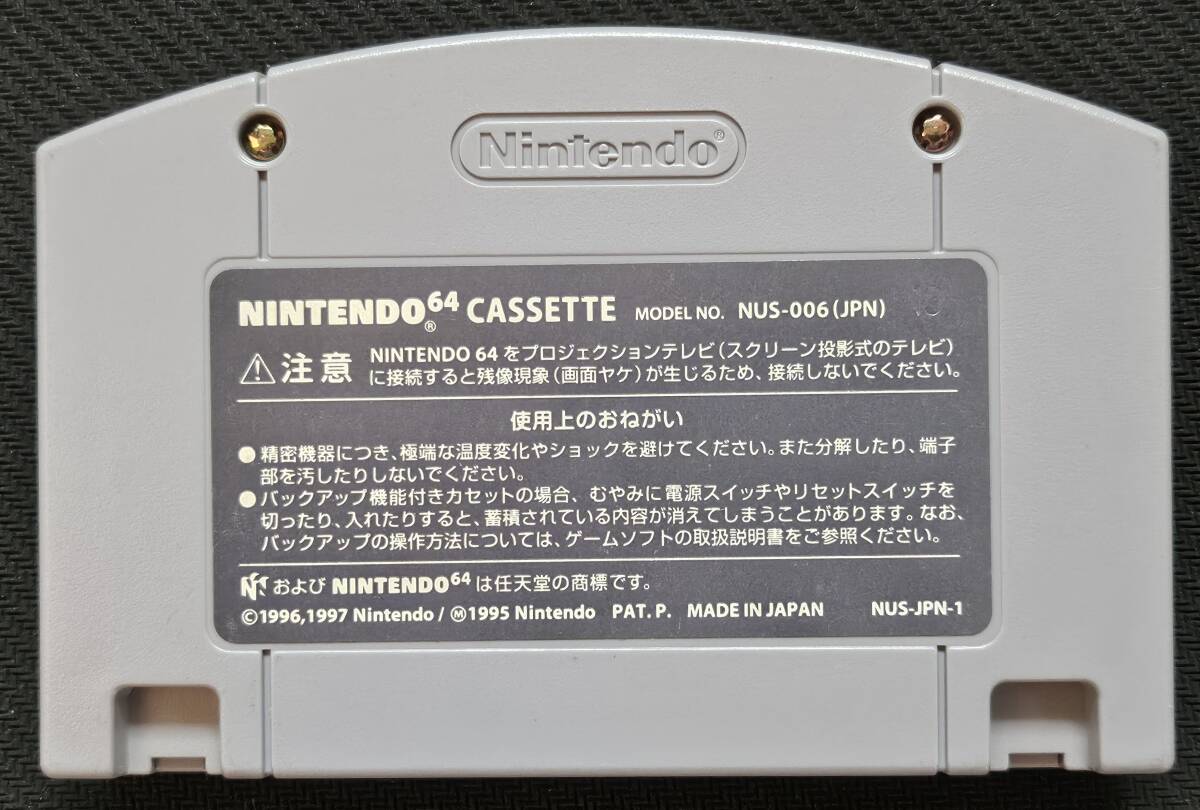 Nintendo®
NINTENDO64® CASSETTE MODEL NO. NUS-006(JPN)
⚠注意 NINTENDO 64 をプロジェクションテレビ(スクリーン投影式のテレビ)
に接続すると残像現象(画面ヤケ)が生じるため、接続しないでください。
使用上のおねがい
●精密機器につき、極端な温度変化やショックを避けてください。また分解したり、端子
部を汚したりしないでください。
●バックアップ機能付きカセットの場合、むやみに電源スイッチやリセットスイッチを
切ったり、入れたりすると、蓄積されている内容が消えてしまうことがあります。なお、
バックアップの操作方法については、ゲームソフトの取扱説明書をご参照ください。
および NINTENDO64 は任天堂の商標です。
©1996,1997 Nintendo / Ⓜ1995 Nintendo PAT. P. MADE IN JAPAN NUS-JPN-1